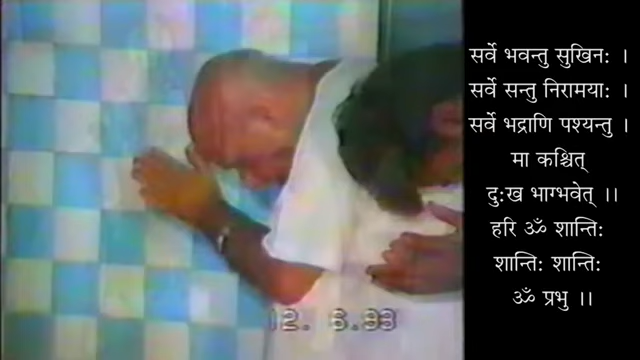 सर्वे भवन्तु सुखिनः ।
सर्वे सन्तु निरामयाः ।
सर्वे भद्राणि पश्यन्तु ।
मा कश्चित्
दुःख भाग्भवेत् ।।
हरि ॐ शान्तिः
शान्तिः शान्तिः
ॐ प्रभु ।।
12. 6.93